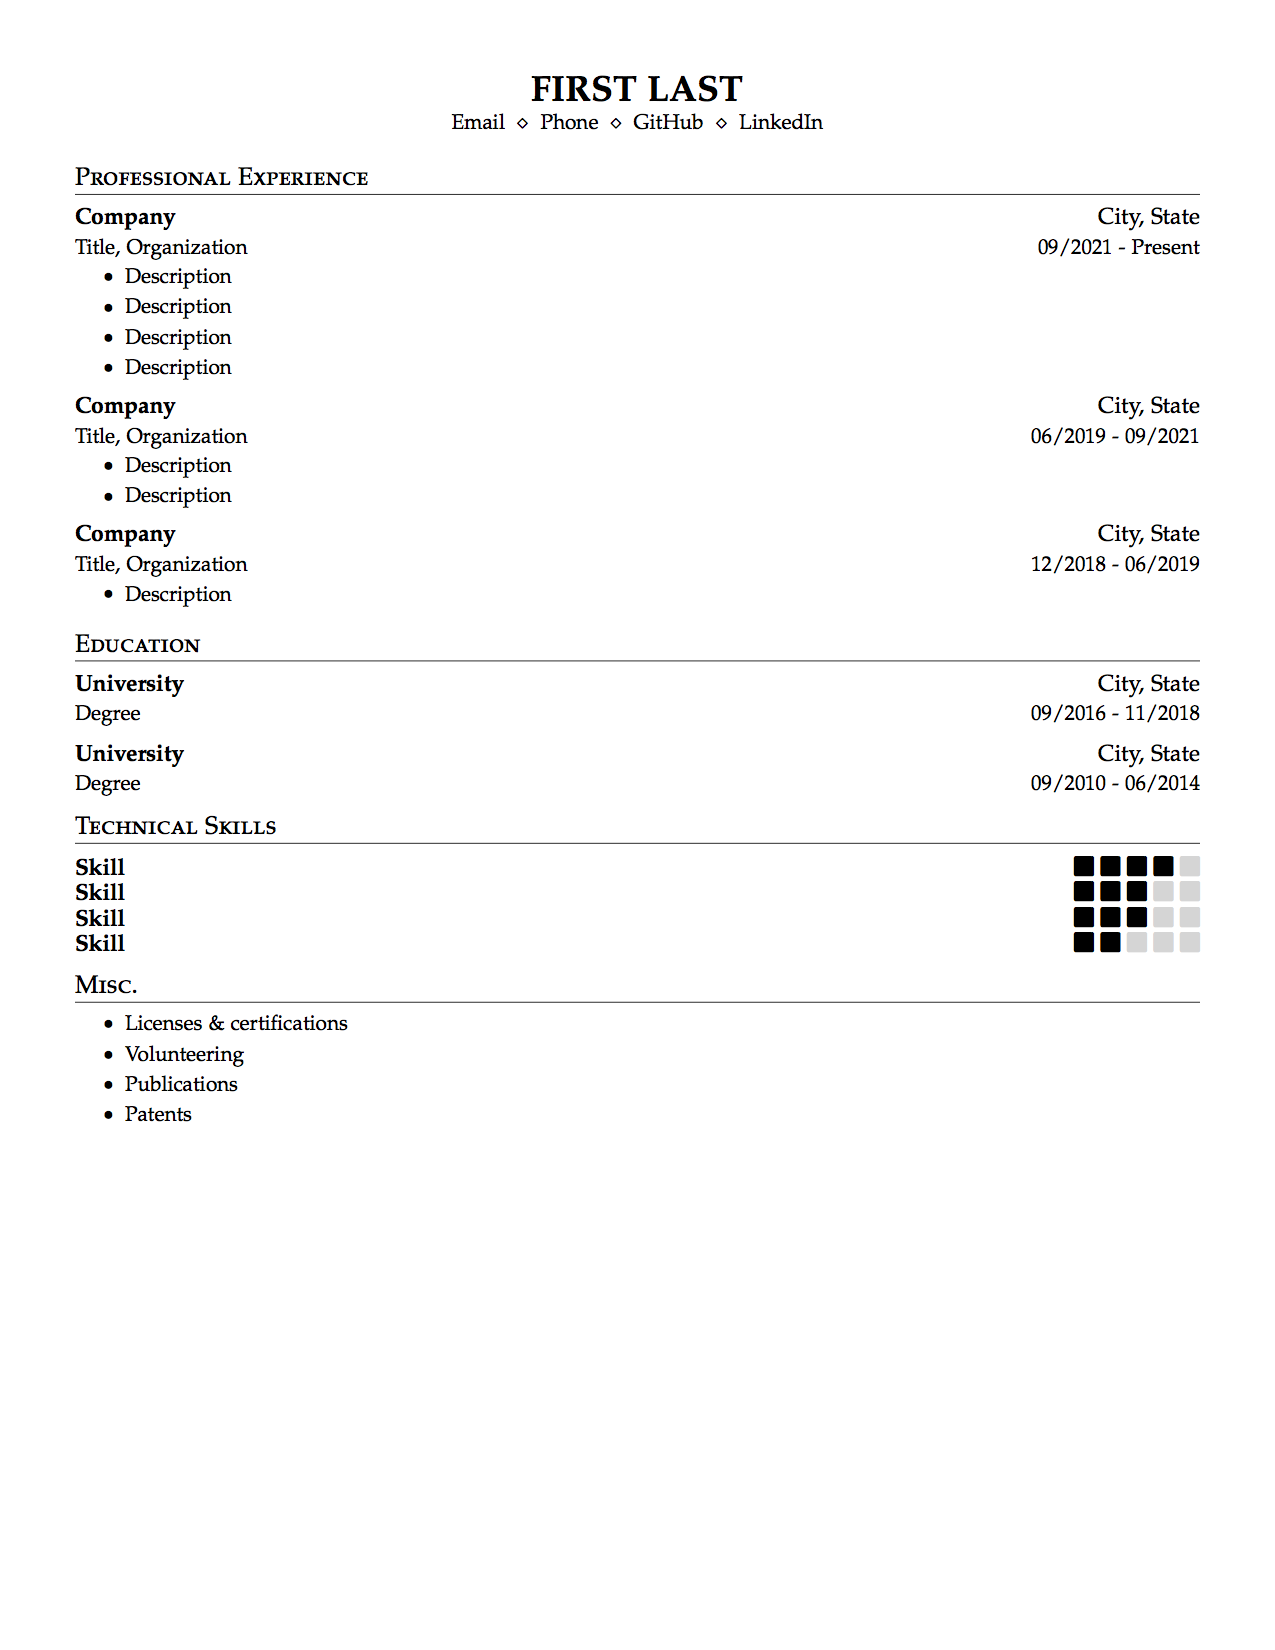 FIRST LAST
Email ⋄ Phone ⋄ GitHub ⋄ LinkedIn
Professional Experience
Company City, State
Title, Organization 09/2021 - Present
• Description
• Description
• Description
• Description
Company City, State
Title, Organization 06/2019 - 09/2021
• Description
• Description
Company City, State
Title, Organization 12/2018 - 06/2019
• Description
Education
University City, State
Degree 09/2016 - 11/2018
University City, State
Degree 09/2010 - 06/2014
Technical Skills
Skill
Skill
Skill
Skill
Misc.
• Licenses & certifications
• Volunteering
• Publications
• Patents